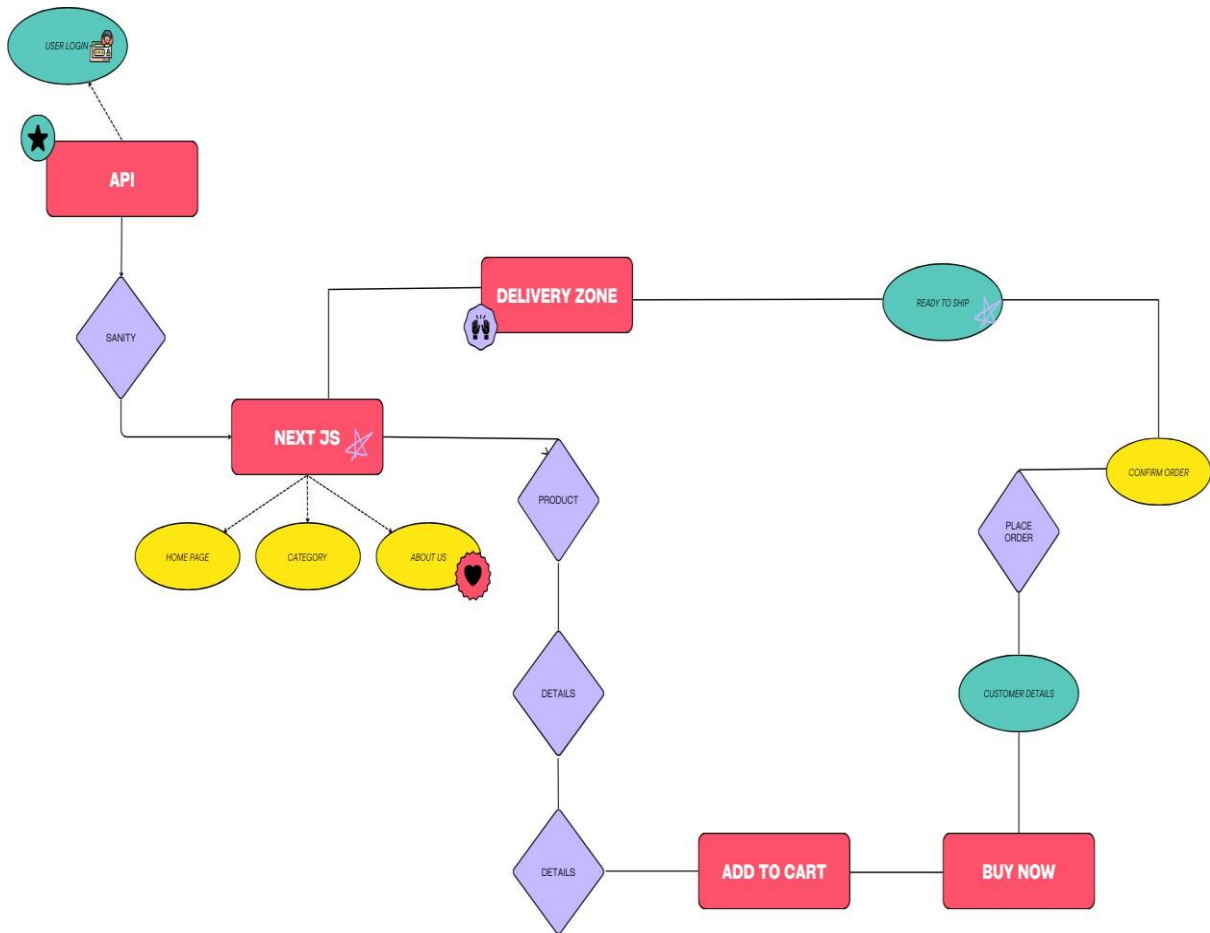 USER LOGIN
API
SANITY
DELIVERY ZONE
READY TO SHIP
NEXT JS
CONFIRM ORDER
PRODUCT
PLACE
ORDER
HOME PAGE
CATEGORY
ABOUT US
DETAILS
CUSTOMER DETAILS
DETAILS
ADD TO CART
BUY NOW